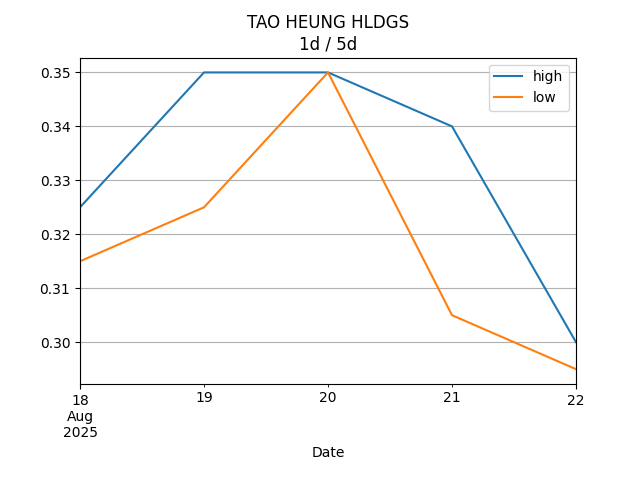 TAO HEUNG HLDGS
1d / 5d
high
low
0.35
0.34
0.33
0.32
0.31
0.30
18 19 20 21 22
Aug
2025
Date